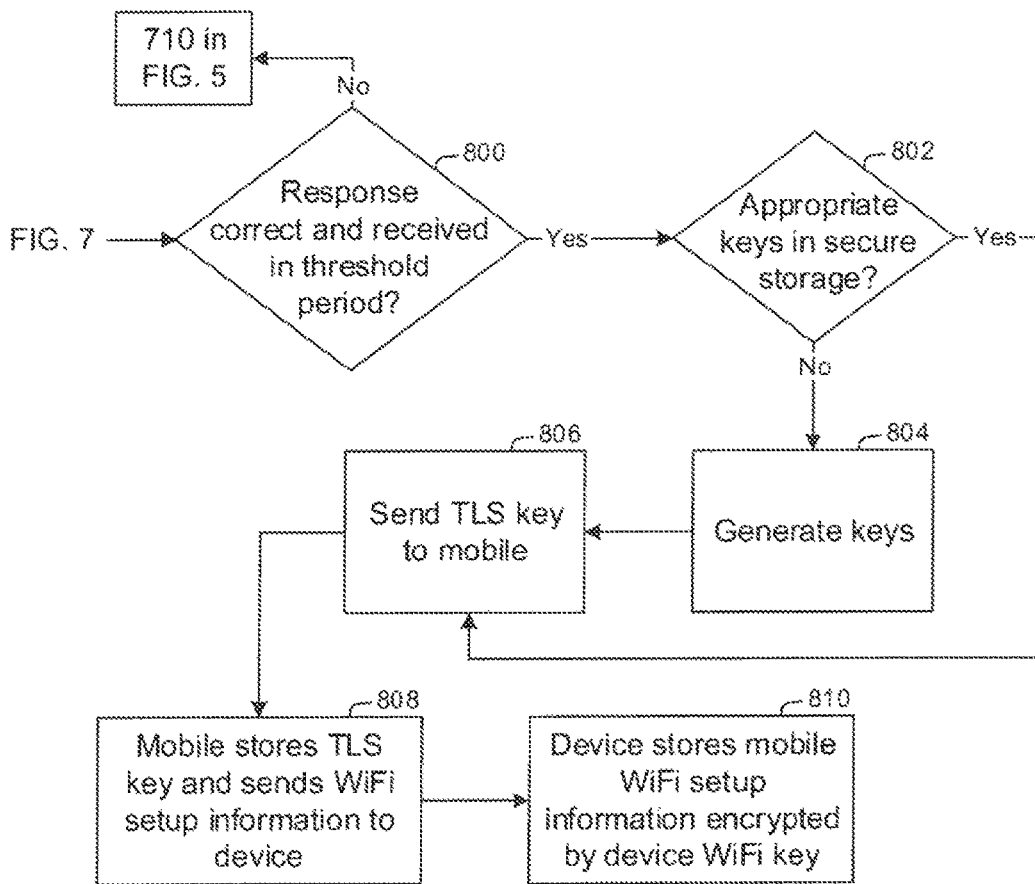 710 in
FIG. 5
No
800
802
Response
correct and received
in threshold
period?
Appropriate
keys in secure
storage?
FIG. 7
Yes
Yes
No
806
804
Send TLS key
to mobile
Generate keys
808
810
Mobile stores TLS
key and sends WiFi
setup information to
device
Device stores mobile
WiFi setup
information encrypted
by device WiFi key